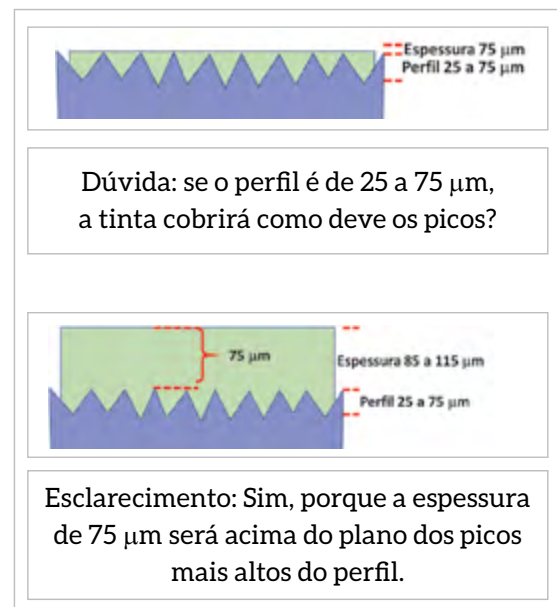 Espessura 75 μm
Perfil 25 a 75 μm
Dúvida: se o perfil é de 25 a 75 μm,
a tinta cobrirá como deve os picos?
75 μm
Espessura 85 a 115 μm
Perfil 25 a 75 μm
Esclarecimento: Sim, porque a espessura
de 75 μm será acima do plano dos picos
mais altos do perfil.